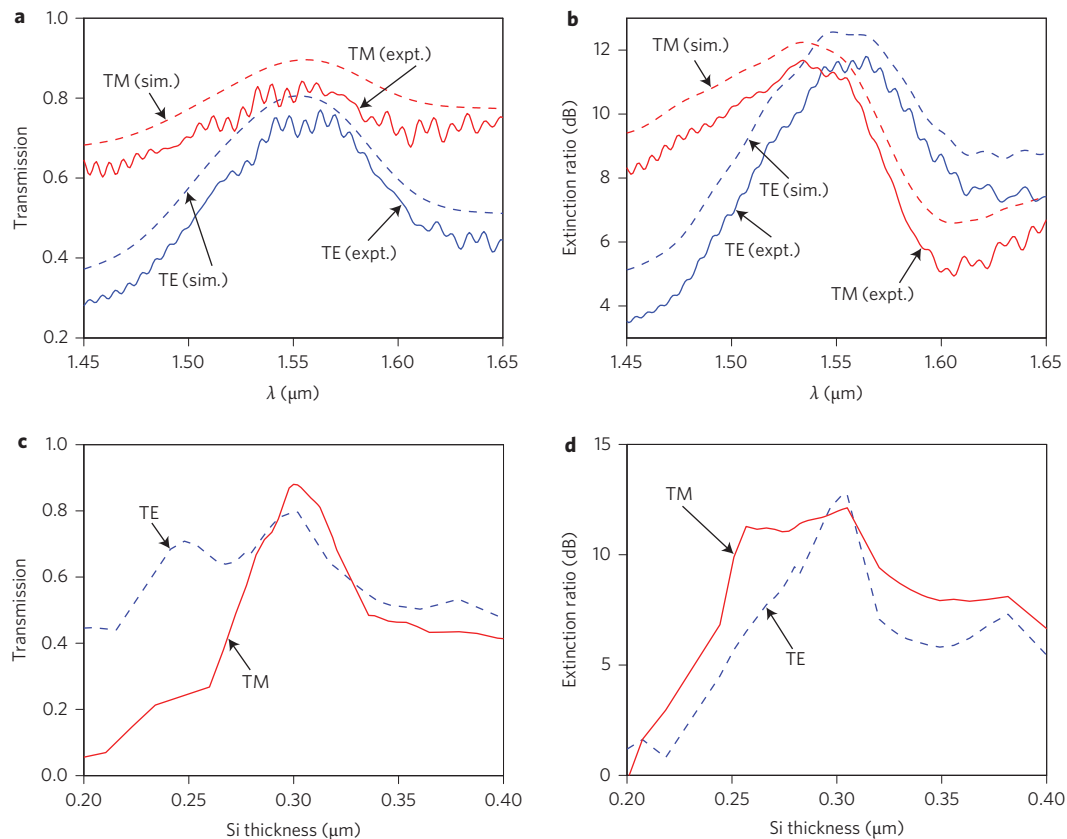 a
1.0
0.8
0.6
0.4
0.2
Transmission
TM (sim.)
TM (expt.)
TE (sim.)
TE (expt.)
1.45
1.50
1.55
1.60
1.65
λ (μm)
b
12
10
8
6
4
Extinction ratio (dB)
TM (sim.)
TE (sim.)
TE (expt.)
TM (expt.)
1.45
1.50
1.55
1.60
1.65
λ (μm)
c
1.0
0.8
0.6
0.4
0.2
0.0
Transmission
TE
TM
0.20
0.25
0.30
0.35
0.40
Si thickness (μm)
d
15
10
5
0
Extinction ratio (dB)
TM
TE
0.20
0.25
0.30
0.35
0.40
Si thickness (μm)